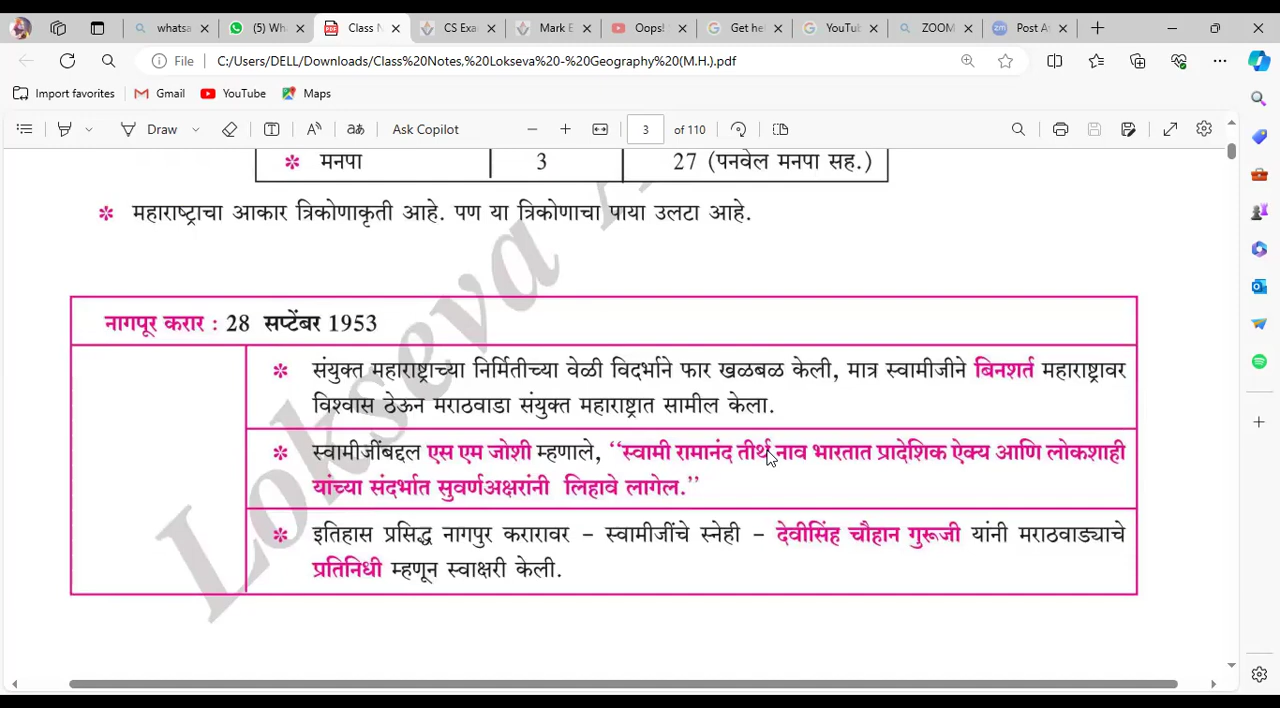 whatsa
(5) Wh
Class N
CS Exa
Mark E
Oops!
Get he
YouTub
ZOOM
Post A
File C:/Users/DELL/Downloads/Class%20Notes,%20Lokseva%20-%20Geography%20(M.H.).pdf
Import favorites Gmail YouTube Maps
Draw Ask Copilot 3 of 110
* मनपा 3 27 (पनवेल मनपा सह.)
* महाराष्ट्राचा आकार त्रिकोणाकृती आहे. पण या त्रिकोणाचा पाया उलटा आहे.
नागपूर करार : 28 सप्टेंबर 1953
* संयुक्त महाराष्ट्राच्या निर्मितीच्या वेळी विदर्भाने फार खळबळ केली, मात्र स्वामीजीने बिनशर्त महाराष्ट्रावर
विश्वास ठेऊन मराठवाडा संयुक्त महाराष्ट्रात सामील केला.
* स्वामीजींबद्दल एस एम जोशी म्हणाले, “स्वामी रामानंद तीर्थ नाव भारतात प्रादेशिक ऐक्य आणि लोकशाही
यांच्या संदर्भात सुवर्णअक्षरांनी लिहावे लागेल.”
* इतिहास प्रसिद्ध नागपुर करारावर – स्वामीजींचे स्नेही – देवीसिंह चौहान गुरूजी यांनी मराठवाड्याचे
प्रतिनिधी म्हणून स्वाक्षरी केली.
Lokseva